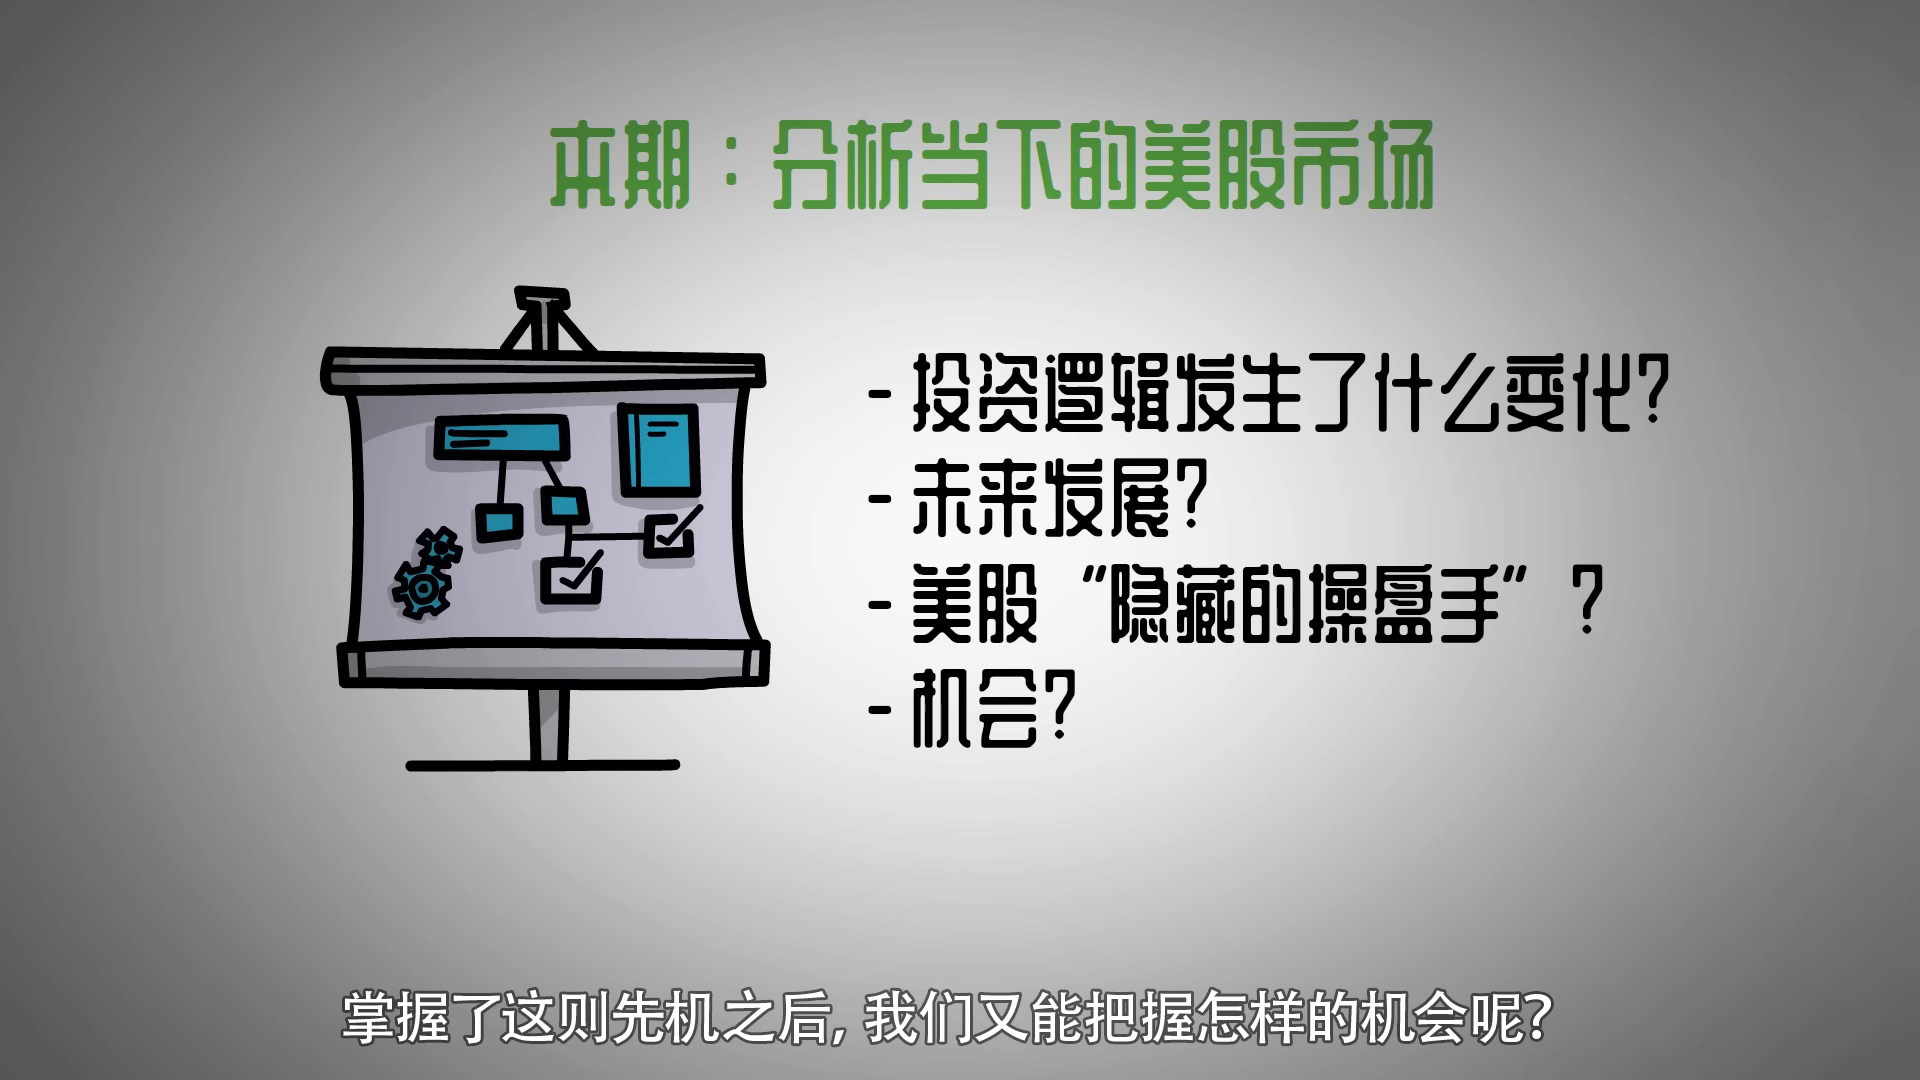 本期：分析当下的美股市场
- 投资逻辑发生了什么变化？
- 未来发展？
- 美股“隐藏的操盘手”？
- 机会？
掌握了这则先机之后，我们又能把握怎样的机会呢？